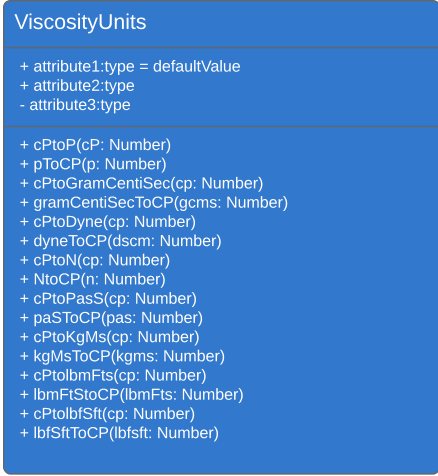 ViscosityUnits
+ attribute1:type = defaultValue
+ attribute2:type
- attribute3:type
+ cPtoP(cP: Number)
+ pToCP(p: Number)
+ cPtoGramCentiSec(cp: Number)
+ gramCentiSecToCP(gcms: Number)
+ cPtoDyne(cp: Number)
+ dyneToCP(dscm: Number)
+ cPtoN(cp: Number)
+ NtoCP(n: Number)
+ cPtoPasS(cp: Number)
+ paSToCP(pas: Number)
+ cPtoKgMs(cp: Number)
+ kgMsToCP(kgms: Number)
+ cPtolbmFts(cp: Number)
+ lbmFtStoCP(lbmFts: Number)
+ cPtolbfSft(cp: Number)
+ lbfSftToCP(lbfsft: Number)